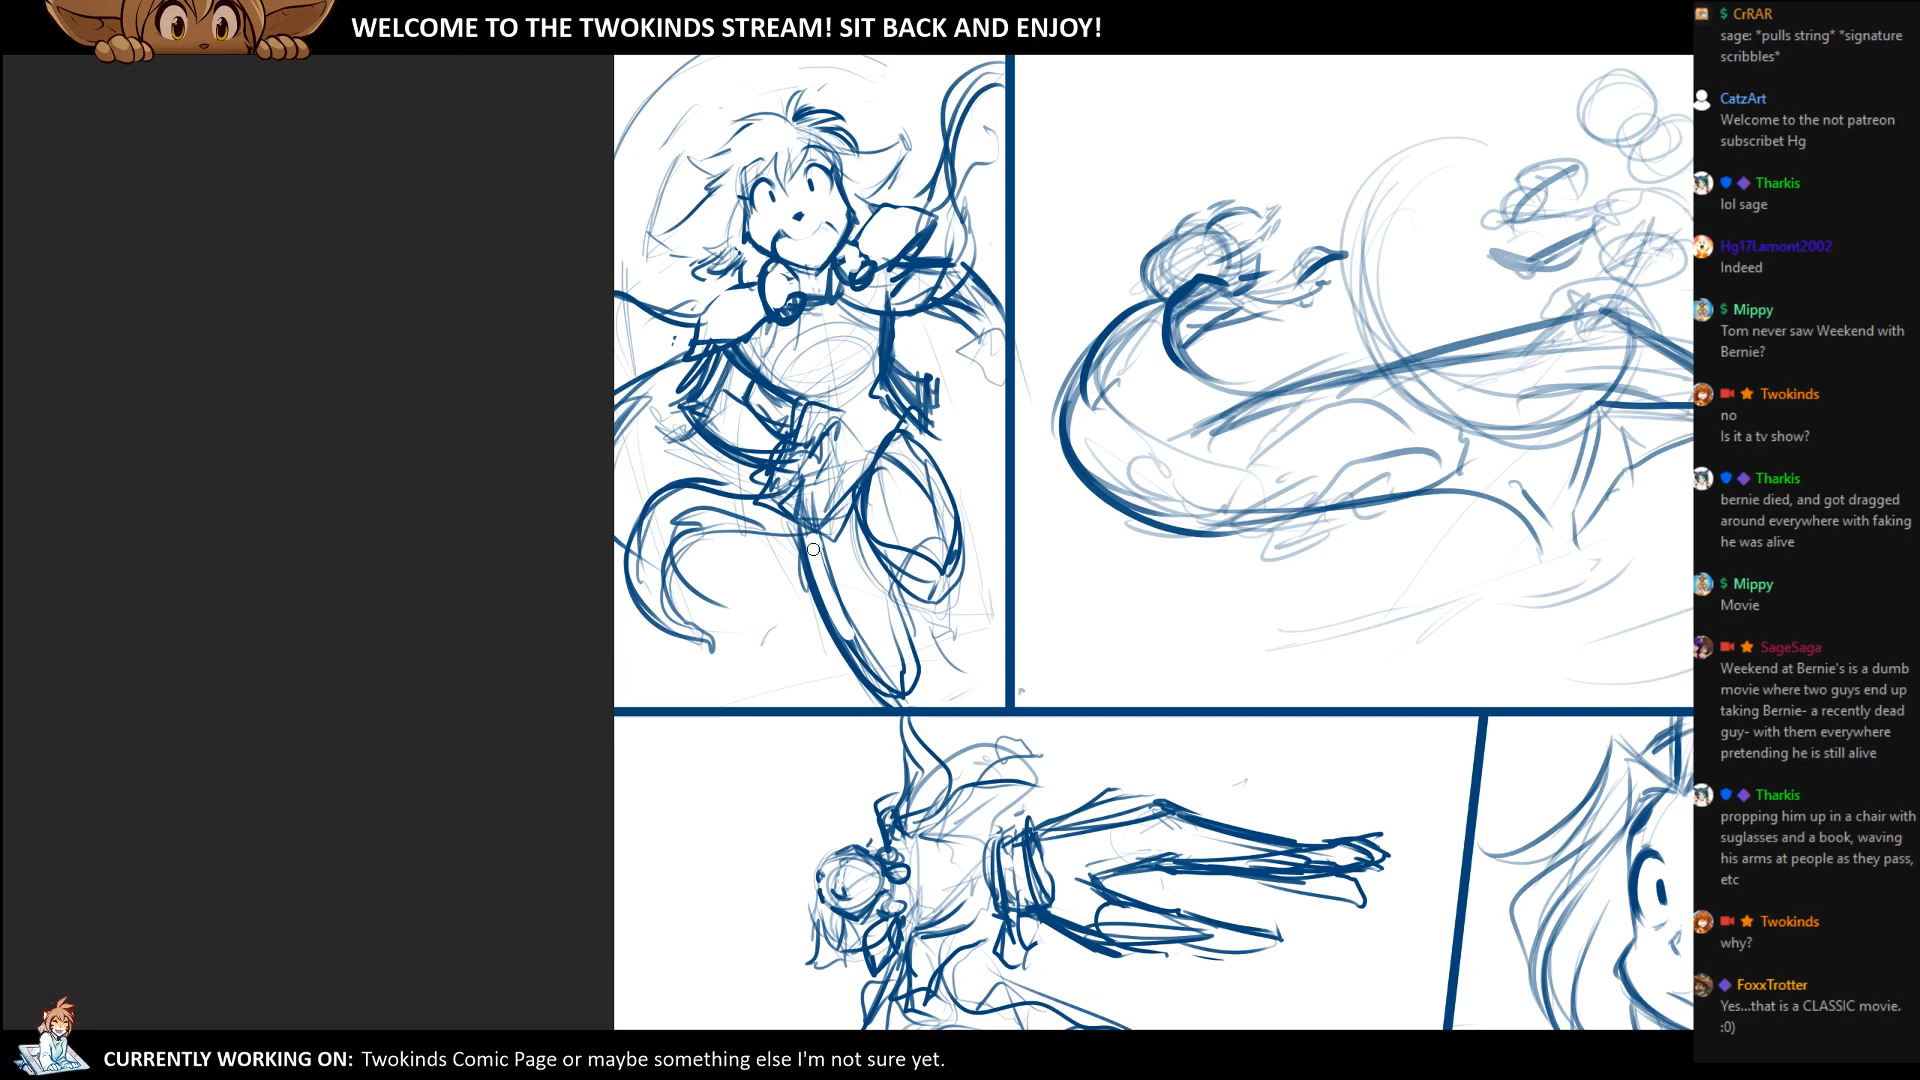 WELCOME TO THE TWOKINDS STREAM! SIT BACK AND ENJOY!
$ CrRAR
sage: *pulls string* *signature
scribbles*
CatzArt
Welcome to the not patreon
subscribet Hg
Tharkis
lol sage
Hg17Lamont2002
Indeed
$ Mippy
Tom never saw Weekend with
Bernie?
Twokinds
no
Is it a tv show?
Tharkis
bernie died, and got dragged
around everywhere with faking
he was alive
$ Mippy
Movie
SageSaga
Weekend at Bernie's is a dumb
movie where two guys end up
taking Bernie- a recently dead
guy- with them everywhere
pretending he is still alive
Tharkis
propping him up in a chair with
suglasses and a book, waving
his arms at people as they pass,
etc
Twokinds
why?
FoxxTrotter
Yes...that is a CLASSIC movie.
:0)
CURRENTLY WORKING ON: Twokinds Comic Page or maybe something else I'm not sure yet.